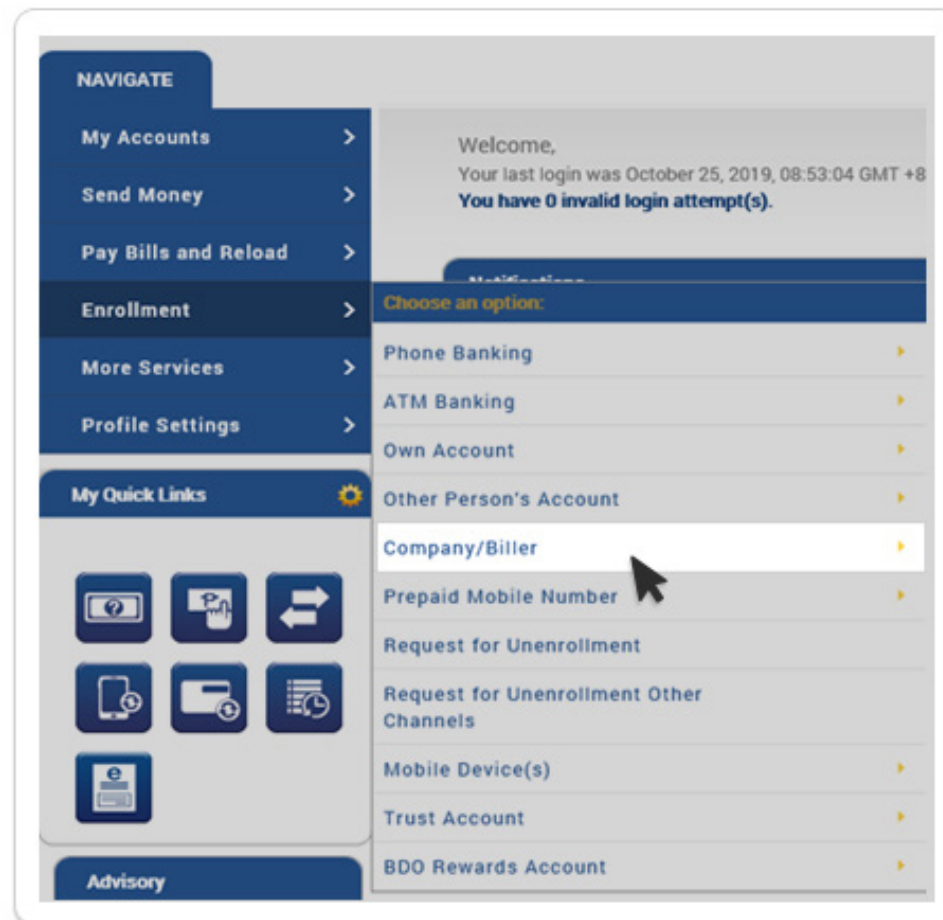 NAVIGATE
My Accounts
Send Money
Pay Bills and Reload
Enrollment
More Services
Profile Settings
Welcome,
Your last login was October 25, 2019, 08:53:04 GMT +8
You have 0 invalid login attempt(s).
Notifications
Choose an option:
Phone Banking
ATM Banking
Own Account
Other Person's Account
Company/Biller
Prepaid Mobile Number
Request for Unenrollment
Request for Unenrollment Other
Channels
Mobile Device(s)
Trust Account
BDO Rewards Account
My Quick Links
Advisory